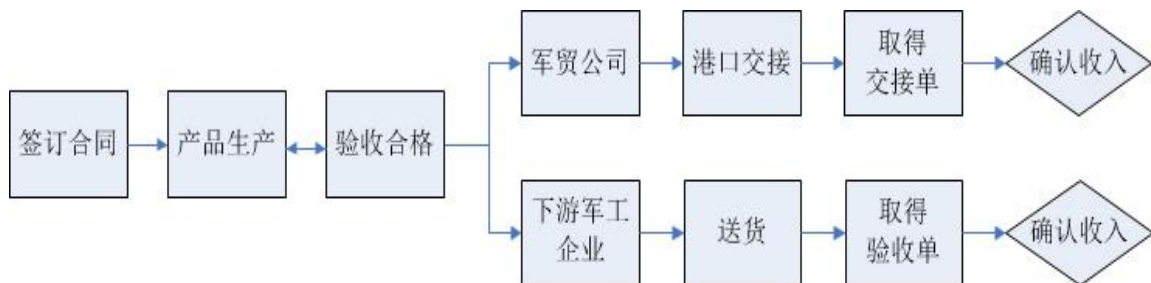 签订合同
产品生产
验收合格
军贸公司
港口交接
取得
交接单
确认收入
下游军工
企业
送货
取得
验收单
确认收入